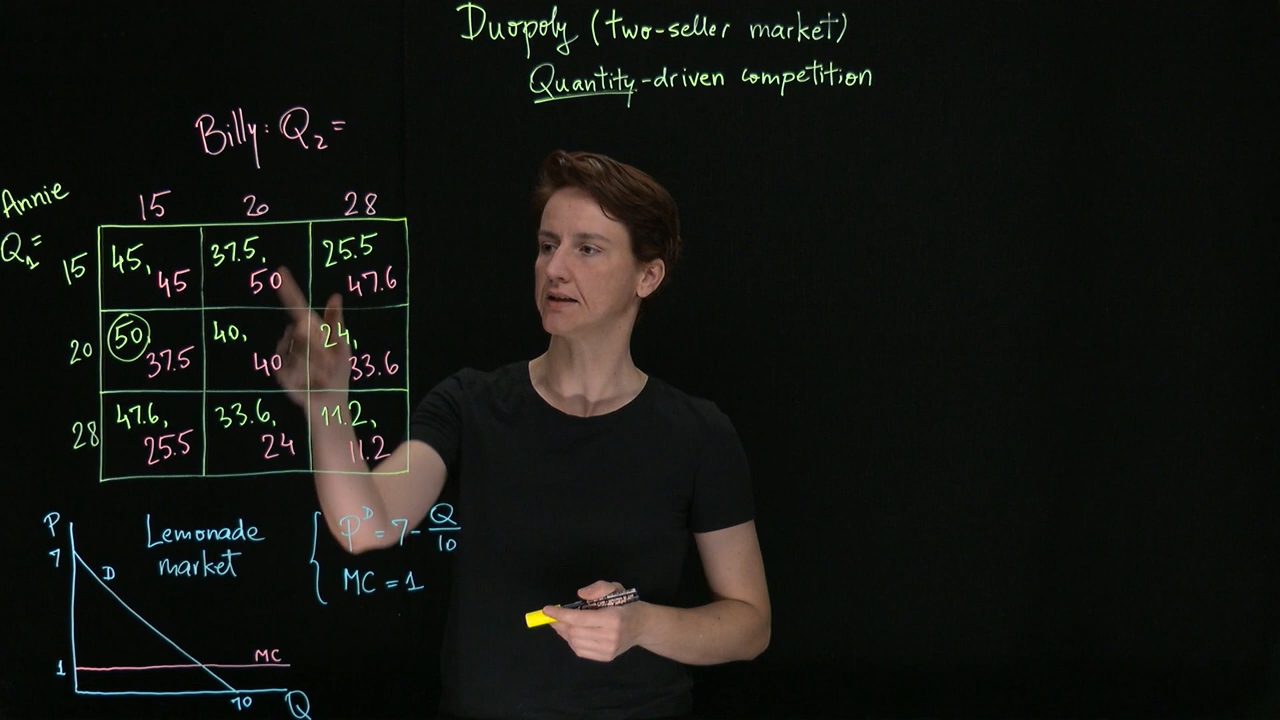 Duopoly (two-seller market)
Quantity-driven competition
Billy: Q₂ =
Annie
Q₁ =
15 20 28
15 45, 45 37.5, 50 25.5 47.6
20 50, 37.5 40, 40 24, 33.6
28 47.6, 25.5 33.6, 24 11.2, 11.2
Lemonade
market
P
7
D
1
MC
70
Q
Pᴰ = 7 - Q/10
MC = 1